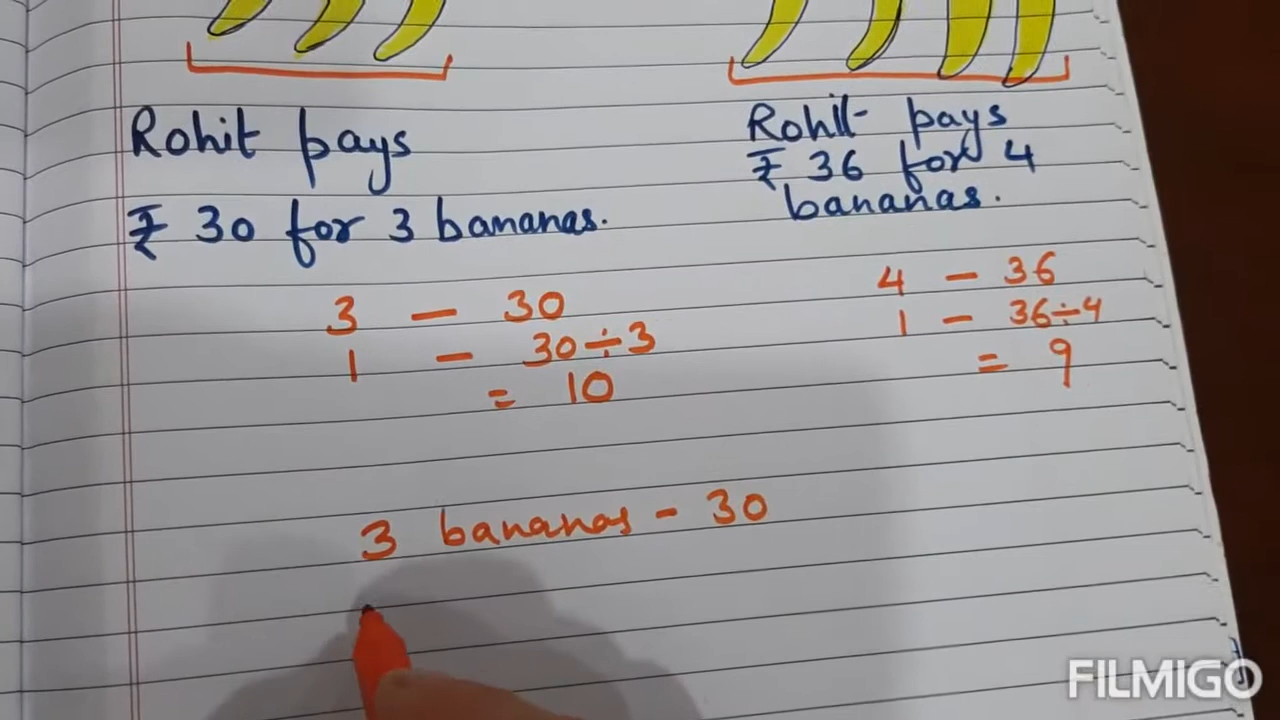 Rohit pays
₹ 30 for 3 bananas.
3 — 30
1 — 30÷3
= 10
Rohit pays
₹ 36 for 4
bananas.
4 — 36
1 — 36÷4
= 9
3 bananas - 30
FILMIGO